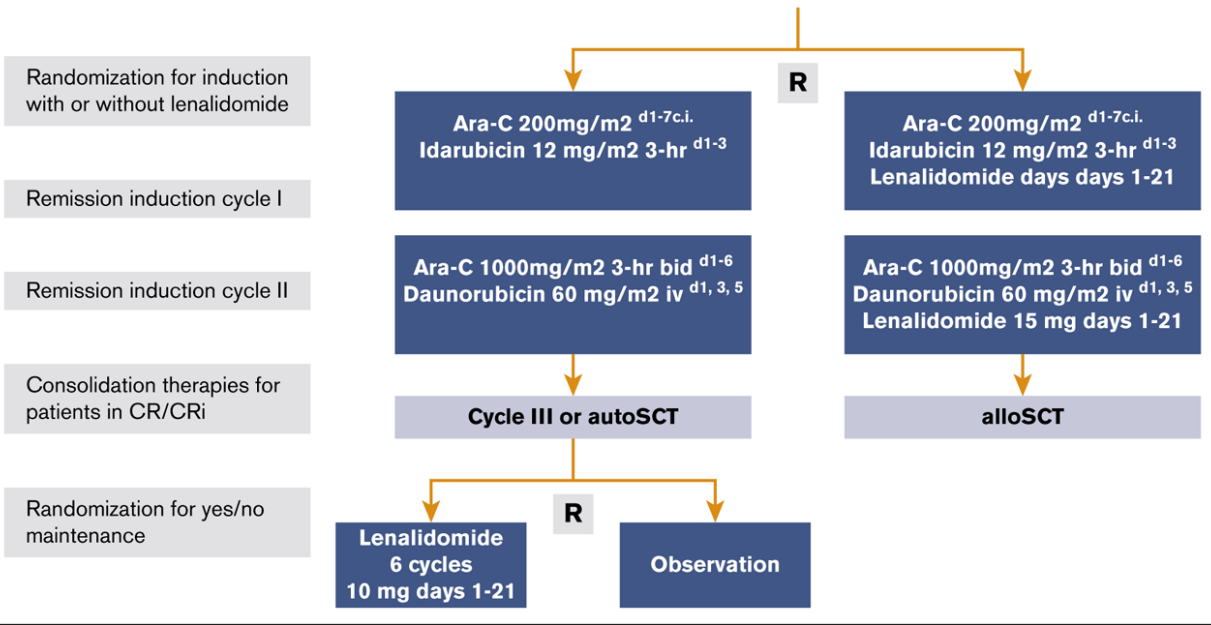 R
Randomization for induction
with or without lenalidomide
Ara-C 200mg/m2 d1-7c.i.
Idarubicin 12 mg/m2 3-hr d1-3
Ara-C 200mg/m2 d1-7c.i.
Idarubicin 12 mg/m2 3-hr d1-3
Lenalidomide days days 1-21
Remission induction cycle I
Remission induction cycle II
Ara-C 1000mg/m2 3-hr bid d1-6
Daunorubicin 60 mg/m2 iv d1, 3, 5
Ara-C 1000mg/m2 3-hr bid d1-6
Daunorubicin 60 mg/m2 iv d1, 3, 5
Lenalidomide 15 mg days 1-21
Consolidation therapies for
patients in CR/CRi
Cycle III or autoSCT
alloSCT
Randomization for yes/no
maintenance
R
Lenalidomide
6 cycles
10 mg days 1-21
Observation